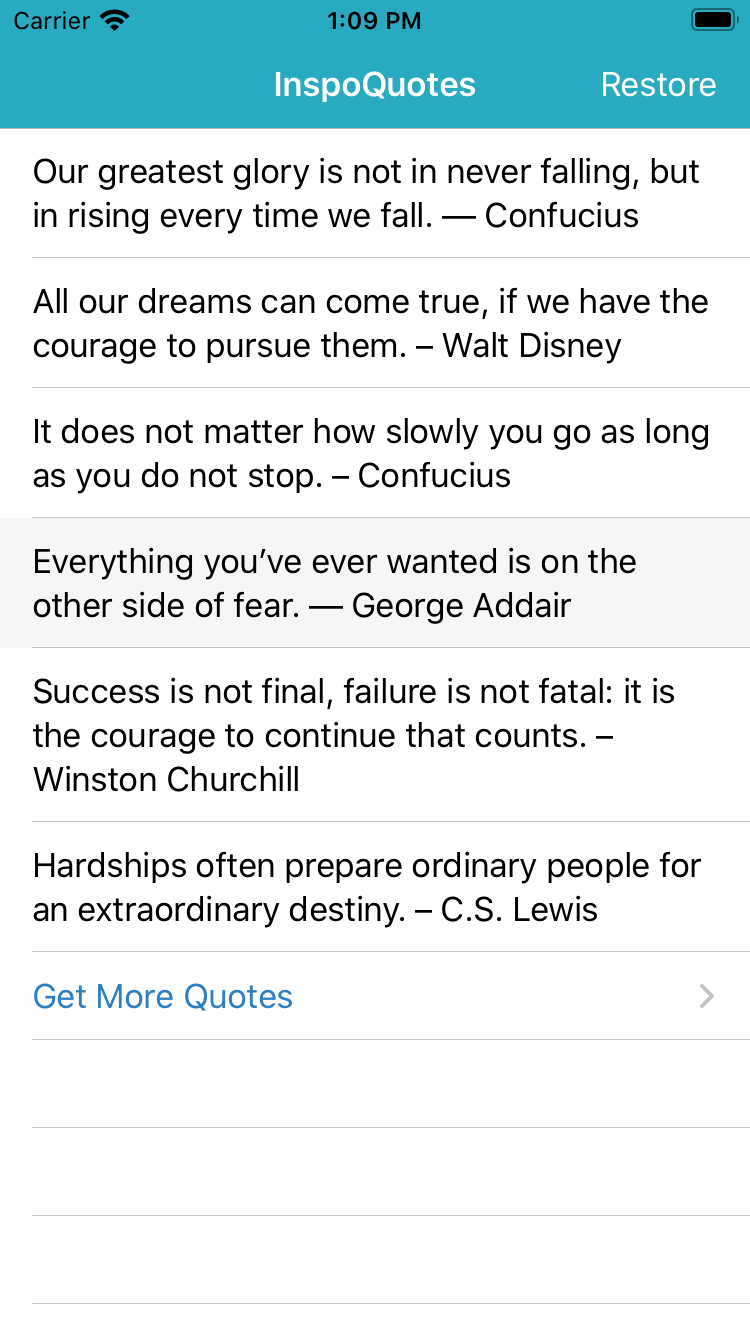 Carrier 1:09 PM
InspoQuotes Restore
Our greatest glory is not in never falling, but
in rising every time we fall. — Confucius
All our dreams can come true, if we have the
courage to pursue them. – Walt Disney
It does not matter how slowly you go as long
as you do not stop. – Confucius
Everything you’ve ever wanted is on the
other side of fear. — George Addair
Success is not final, failure is not fatal: it is
the courage to continue that counts. –
Winston Churchill
Hardships often prepare ordinary people for
an extraordinary destiny. – C.S. Lewis
Get More Quotes